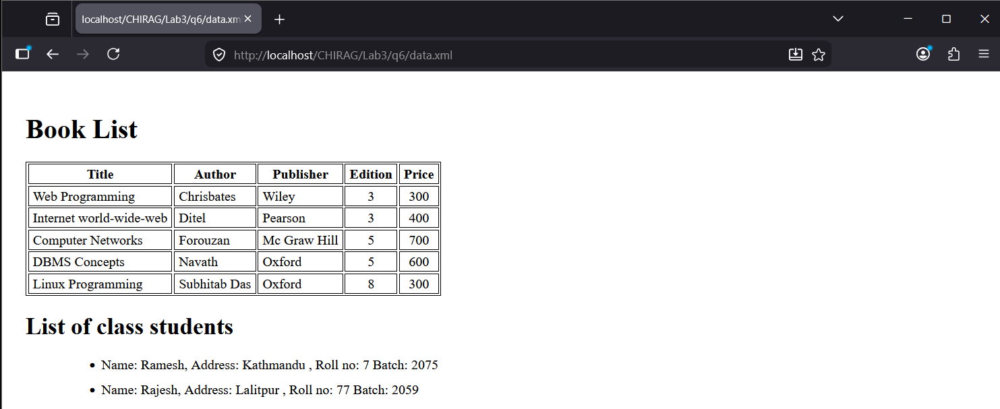 localhost/CHIRAG/Lab3/q6/data.xm
http://localhost/CHIRAG/Lab3/q6/data.xml
Book List
Title Author Publisher Edition Price
Web Programming Chrisbates Wiley 3 300
Internet world-wide-web Ditel Pearson 3 400
Computer Networks Forouzan Mc Graw Hill 5 700
DBMS Concepts Navath Oxford 5 600
Linux Programming Subhitab Das Oxford 8 300
List of class students
• Name: Ramesh, Address: Kathmandu , Roll no: 7 Batch: 2075
• Name: Rajesh, Address: Lalitpur , Roll no: 77 Batch: 2059